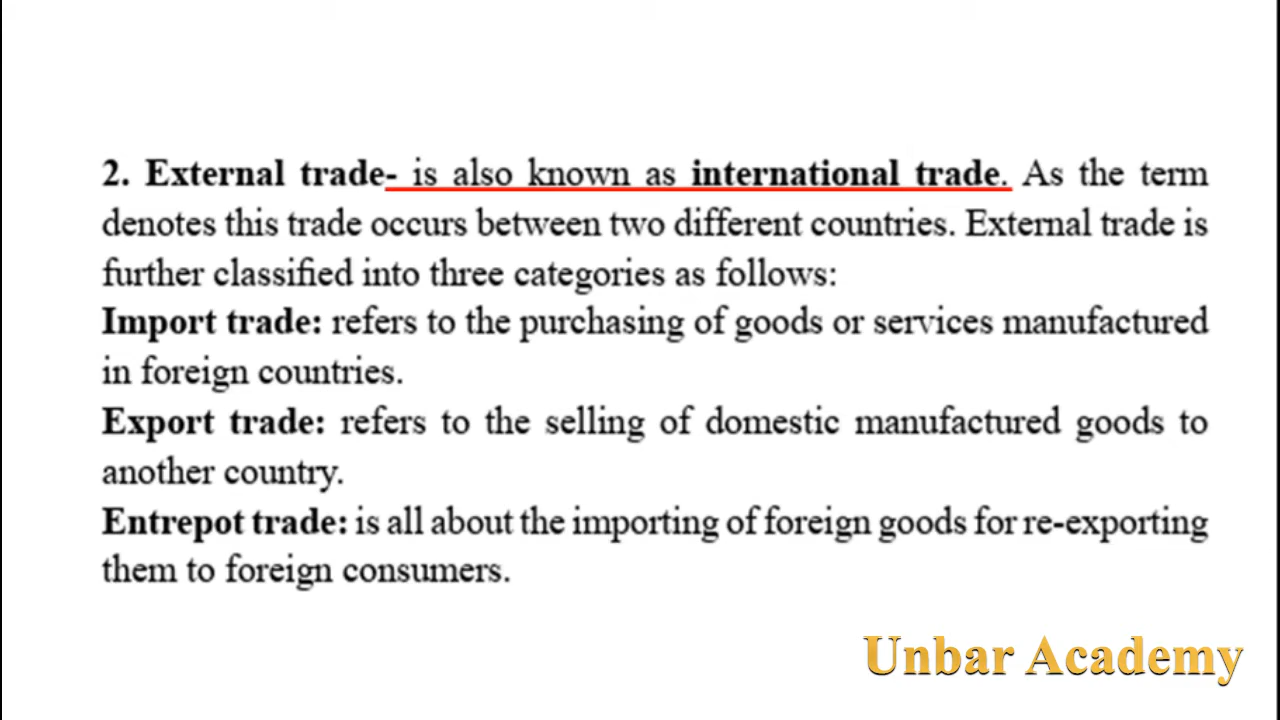 2. External trade- is also known as international trade. As the term
denotes this trade occurs between two different countries. External trade is
further classified into three categories as follows:
Import trade: refers to the purchasing of goods or services manufactured
in foreign countries.
Export trade: refers to the selling of domestic manufactured goods to
another country.
Entrepot trade: is all about the importing of foreign goods for re-exporting
them to foreign consumers.
Unbar Academy